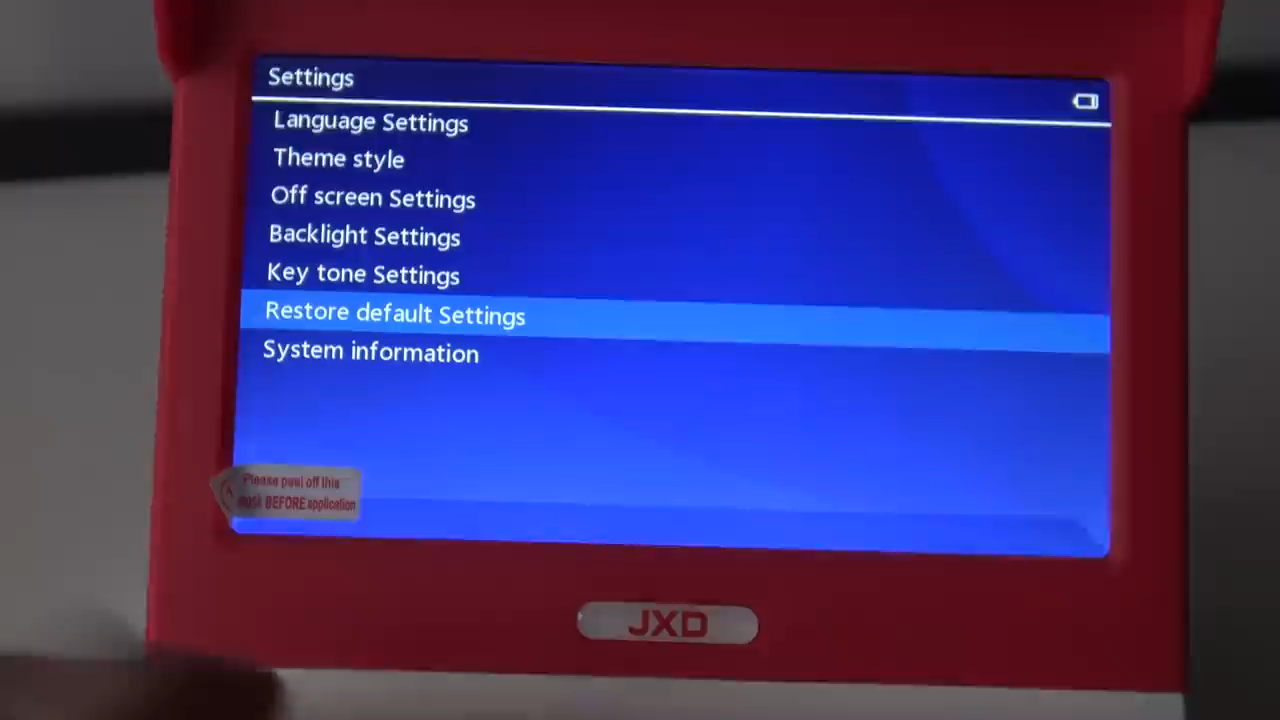 Settings
Language Settings
Theme style
Off screen Settings
Backlight Settings
Key tone Settings
Restore default Settings
System information
Please peel off this
mask BEFORE application
JXD